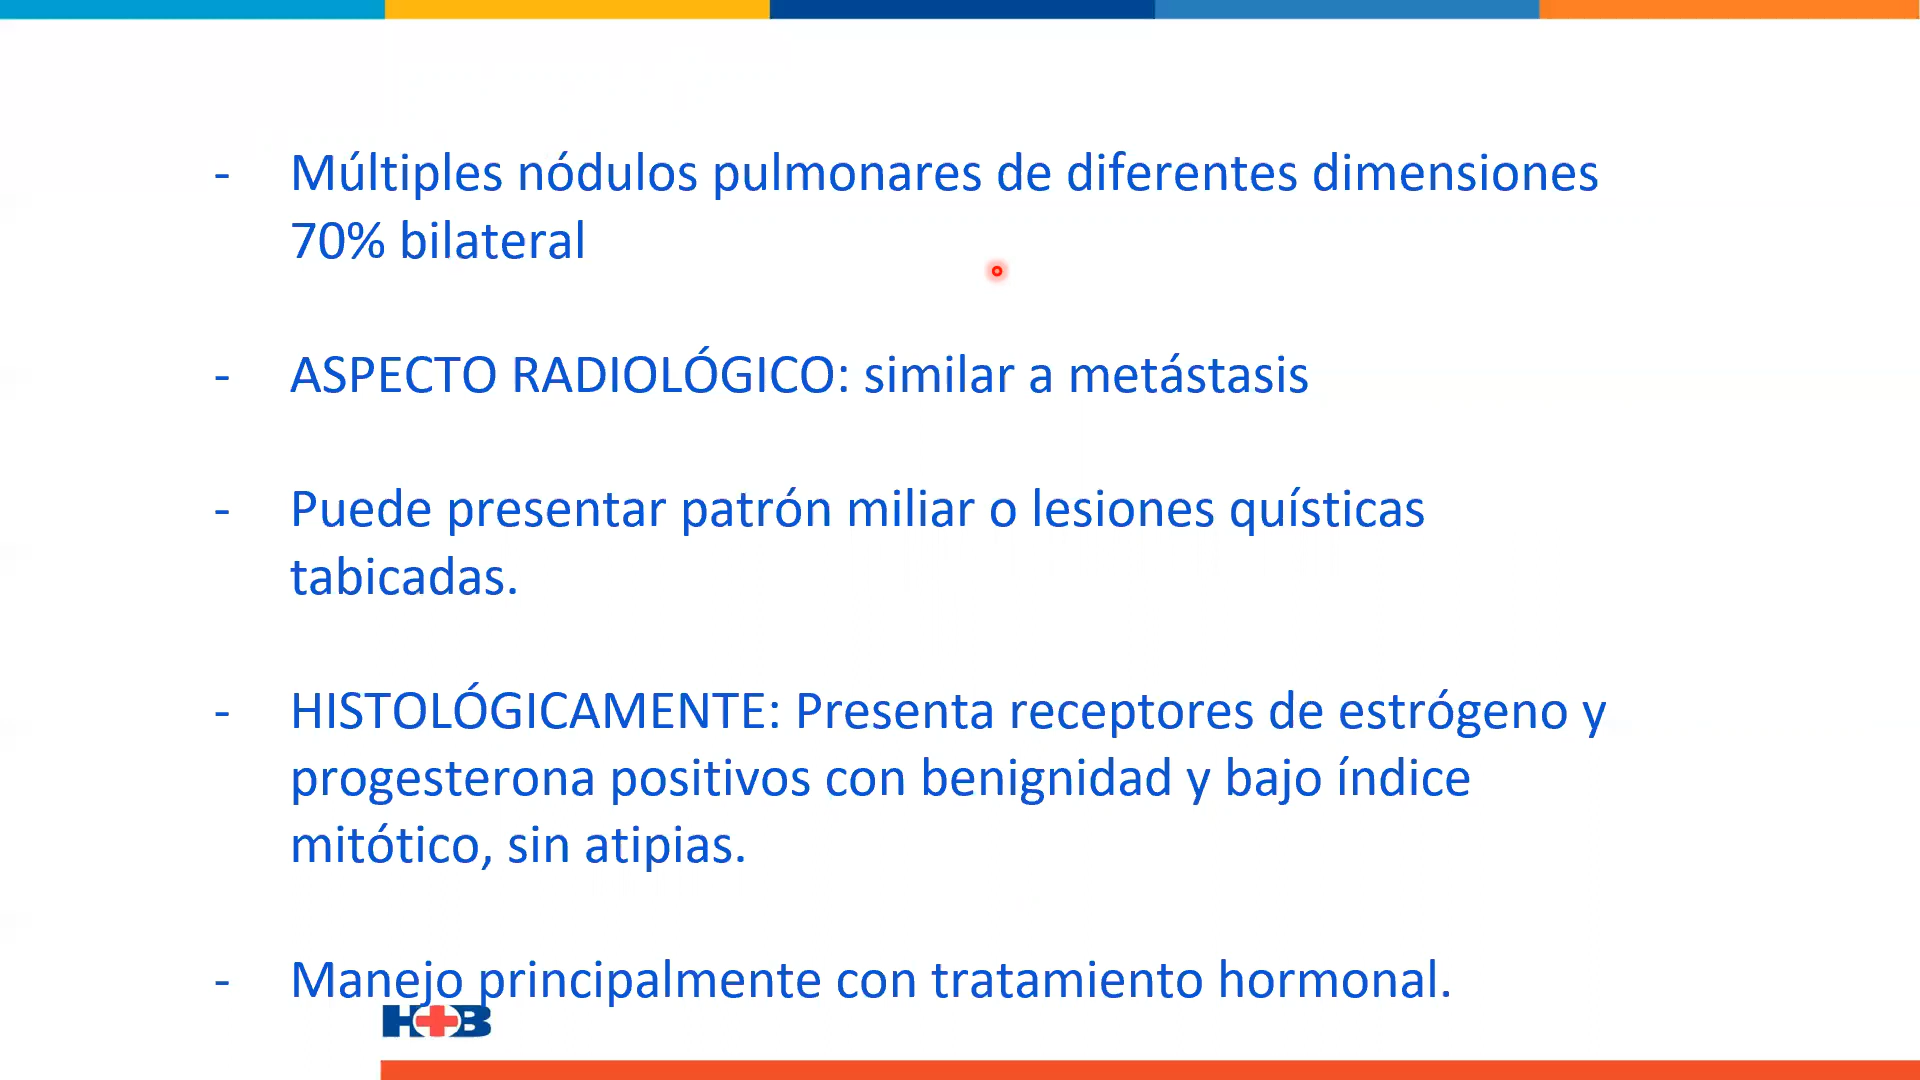 - Múltiples nódulos pulmonares de diferentes dimensiones
70% bilateral
- ASPECTO RADIOLÓGICO: similar a metástasis
- Puede presentar patrón miliar o lesiones quísticas
tabicadas.
- HISTOLÓGICAMENTE: Presenta receptores de estrógeno y
progesterona positivos con benignidad y bajo índice
mitótico, sin atipias.
- Manejo principalmente con tratamiento hormonal.
H+B